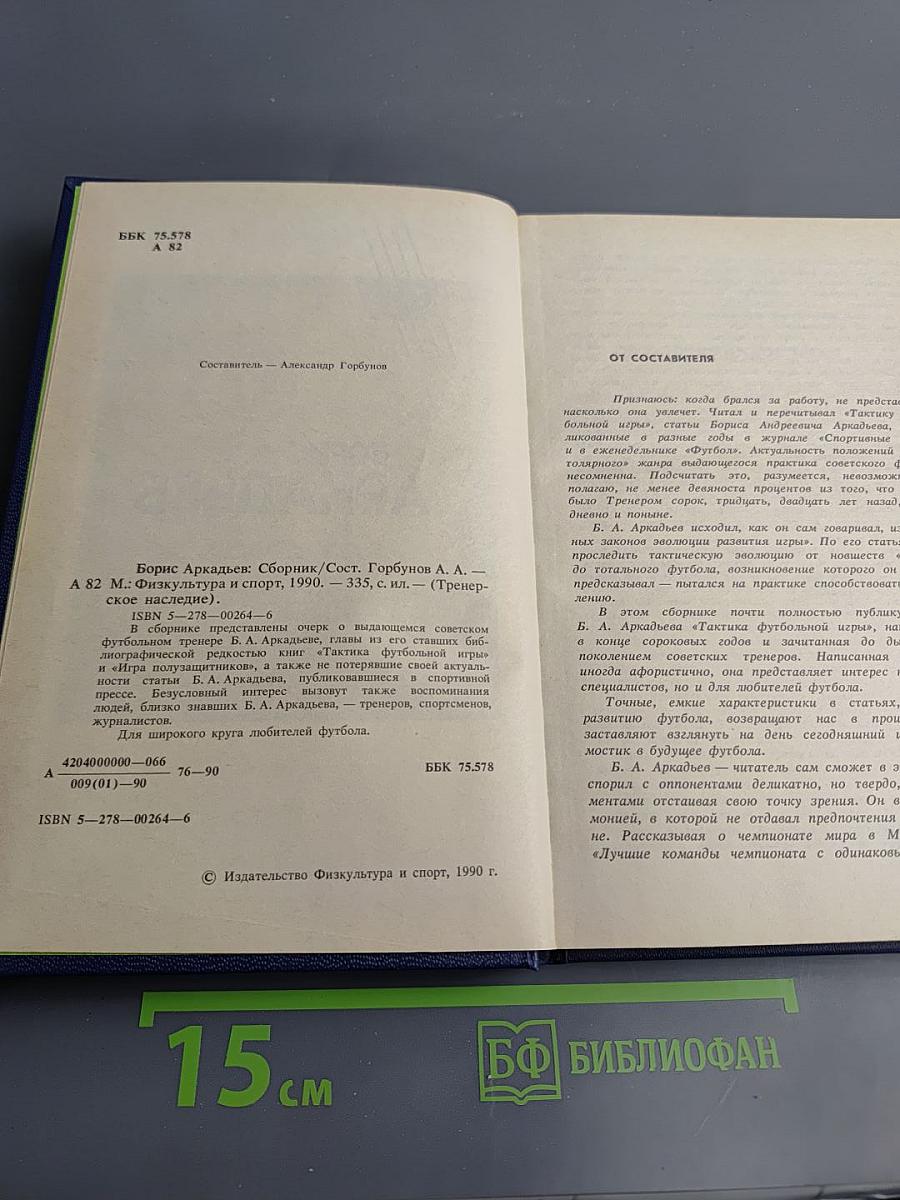 ББК 75.578
А 82
Составитель — Александр Горбунов
Борис Аркадьев: Сборник/Сост. Горбунов А. А. —
А 82 М.: Физкультура и спорт, 1990. — 335, с. ил.— (Тренер-
ское наследие).
ISBN 5—278—00264—6
В сборнике представлены очерк о выдающемся советском
футбольном тренере Б. А. Аркадьеве, главы из его ставших биб-
лиографической редкостью книг «Тактика футбольной игры»
и «Игра полузащитников», а также не потерявшие своей актуаль-
ности статьи Б. А. Аркадьева, публиковавшиеся в спортивной
прессе. Безусловный интерес вызовут также воспоминания
людей, близко знавших Б. А. Аркадьева, — тренеров, спортсменов,
журналистов.
Для широкого круга любителей футбола.
А 4204000000—066 / 009(01)—90 76—90
ББК 75.578
ISBN 5—278—00264—6
© Издательство Физкультура и спорт, 1990 г.
ОТ СОСТАВИТЕЛЯ
Признаюсь: когда брался за работу, не предста
насколько она увлечет. Читал и перечитывал «Тактику
больной игры», статьи Бориса Андреевича Аркадьева,
ликованные в разные годы в журнале «Спортивные
и в еженедельнике «Футбол». Актуальность положений
толярного» жанра выдающегося практика советского ф
несомненна. Подсчитать это, разумеется, невозможн
полагаю, не менее девяноста процентов из того, что
было Тренером сорок, тридцать, двадцать лет назад,
дневно и поныне.
Б. А. Аркадьев исходил, как он сам говаривал, из
ных законов эволюции развития игры». По его статья
проследить тактическую эволюцию от новшеств «
до тотального футбола, возникновение которого он
предсказывал — пытался на практике способствоват
лению.
В этом сборнике почти полностью публику
Б. А. Аркадьева «Тактика футбольной игры», на
в конце сороковых годов и зачитанная до ды
поколением советских тренеров. Написанная
иногда афористично, она представляет интерес н
специалистов, но и для любителей футбола.
Точные, емкие характеристики в статьях,
развитию футбола, возвращают нас в прош
заставляют взглянуть на день сегодняшний и
мостик в будущее футбола.
Б. А. Аркадьев — читатель сам сможет в э
спорил с оппонентами деликатно, но твердо,
ментами отстаивая свою точку зрения. Он в
монией, в которой не отдавал предпочтения
не. Рассказывая о чемпионате мира в М
«Лучшие команды чемпионата с одинаковы
15 см
БФ БИБЛИОФАН